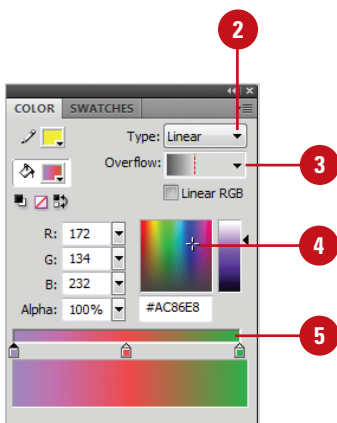 2
COLOR SWATCHES
Type: Linear
Overflow:
3
Linear RGB
R: 172
G: 134
4
B: 232
Alpha: 100% #AC86E8
5